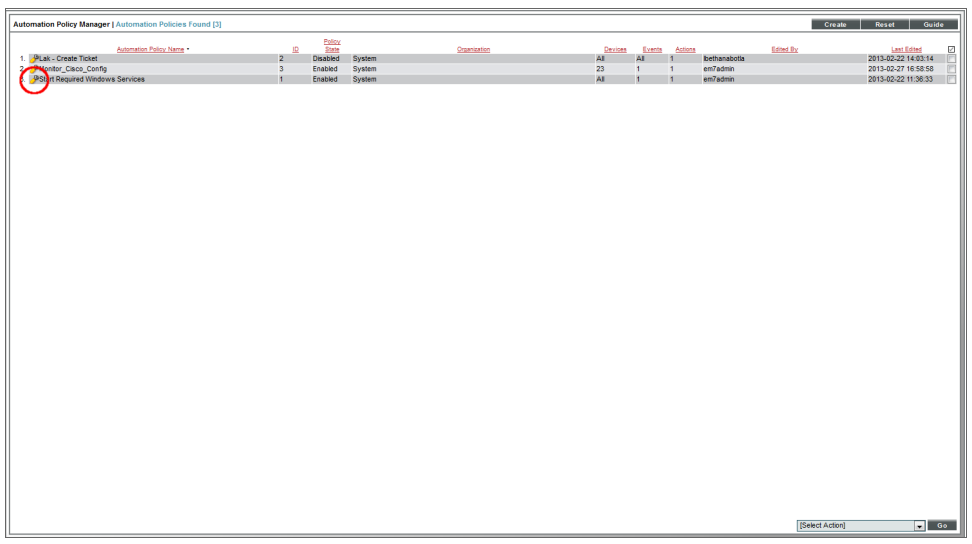 Automation Policy Manager | Automation Policies Found [3] Create Reset Guide
Automation Policy Name • ID Policy State Organization Devices Events Actions Edited By Last Edited
1. Lak - Create Ticket 2 Disabled System All All 1 lbethanabotla 2013-02-22 14:03:14
2. Monitor_Cisco_Config 3 Enabled System 23 1 1 em7admin 2013-02-27 16:58:58
3. Start Required Windows Services 1 Enabled System All 1 1 em7admin 2013-02-22 11:36:33
[Select Action] Go